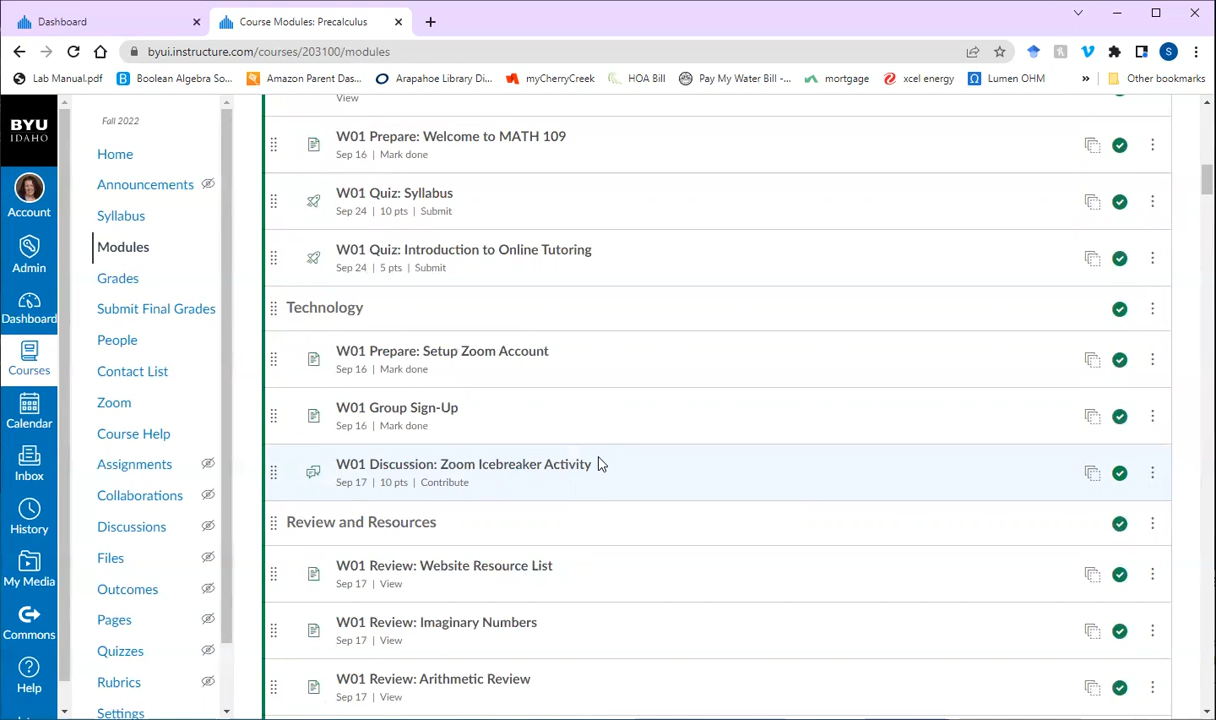 Dashboard
Course Modules: Precalculus
byui.instructure.com/courses/203100/modules
Lab Manual.pdf
Boolean Algebra So...
Amazon Parent Das...
Arapahoe Library Di...
myCherryCreek
HOA Bill
Pay My Water Bill -...
mortgage
xcel energy
Lumen OHM
»
Other bookmarks
S
BYU
IDAHO
Account
Admin
Dashboard
Courses
Calendar
Inbox
History
My Media
Commons
Help
Fall 2022
Home
Announcements
Syllabus
Modules
Grades
Submit Final Grades
People
Contact List
Zoom
Course Help
Assignments
Collaborations
Discussions
Files
Outcomes
Pages
Quizzes
Rubrics
Settings
View
W01 Prepare: Welcome to MATH 109
Sep 16 | Mark done
W01 Quiz: Syllabus
Sep 24 | 10 pts | Submit
W01 Quiz: Introduction to Online Tutoring
Sep 24 | 5 pts | Submit
Technology
W01 Prepare: Setup Zoom Account
Sep 16 | Mark done
W01 Group Sign-Up
Sep 16 | Mark done
W01 Discussion: Zoom Icebreaker Activity
Sep 17 | 10 pts | Contribute
Review and Resources
W01 Review: Website Resource List
Sep 17 | View
W01 Review: Imaginary Numbers
Sep 17 | View
W01 Review: Arithmetic Review
Sep 17 | View